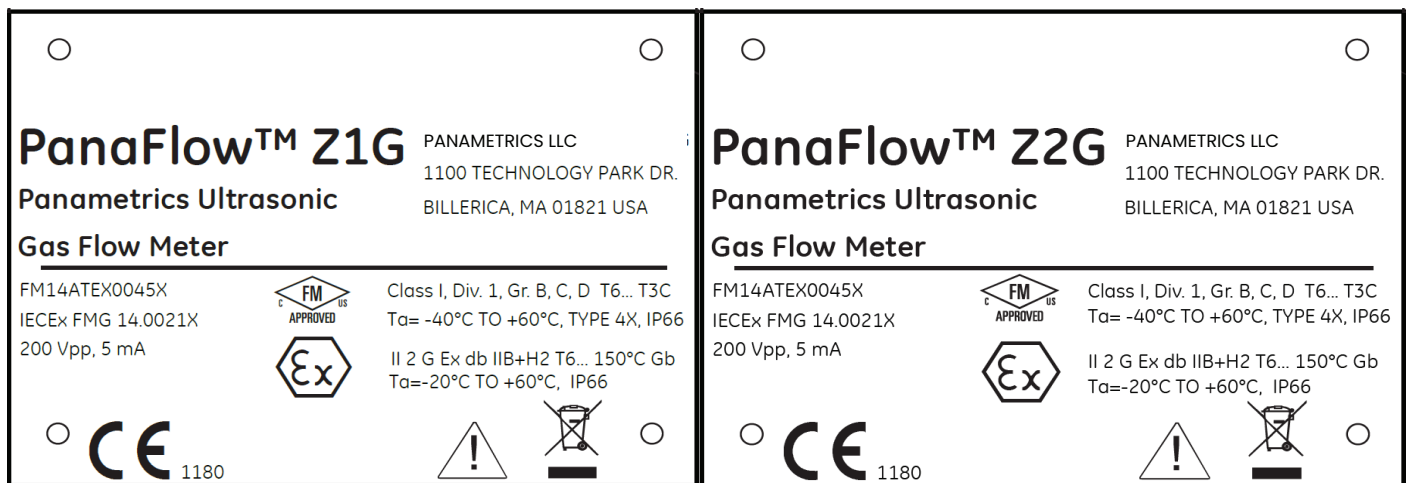 PanaFlow™ Z1G
PANAMETRICS LLC
1100 TECHNOLOGY PARK DR.
BILLERICA, MA 01821 USA
Panametrics Ultrasonic
Gas Flow Meter
FM14ATEX0045X
IECEx FMG 14.0021X
200 Vpp, 5 mA
C FM US
APPROVED
Ex
Class I, Div. 1, Gr. B, C, D T6... T3C
Ta= -40°C TO +60°C, TYPE 4X, IP66
II 2 G Ex db IIB+H2 T6... 150°C Gb
Ta=-20°C TO +60°C, IP66
CE 1180
!
PanaFlow™ Z2G
PANAMETRICS LLC
1100 TECHNOLOGY PARK DR.
BILLERICA, MA 01821 USA
Panametrics Ultrasonic
Gas Flow Meter
FM14ATEX0045X
IECEx FMG 14.0021X
200 Vpp, 5 mA
C FM US
APPROVED
Ex
Class I, Div. 1, Gr. B, C, D T6... T3C
Ta= -40°C TO +60°C, TYPE 4X, IP66
II 2 G Ex db IIB+H2 T6... 150°C Gb
Ta=-20°C TO +60°C, IP66
CE 1180
!